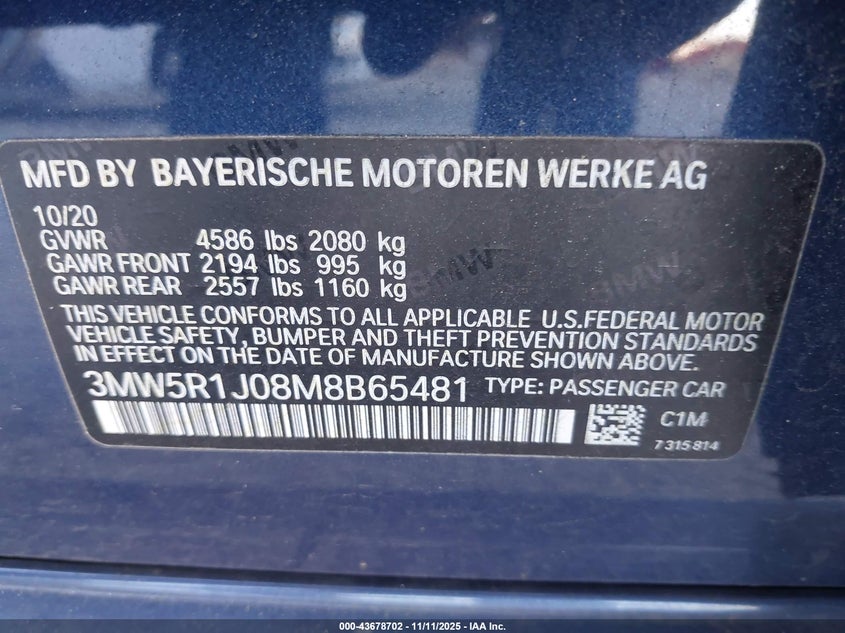 MFD BY BAYERISCHE MOTOREN WERKE AG
10/20
GVWR 4586 lbs 2080 kg
GAWR FRONT 2194 lbs 995 kg
GAWR REAR 2557 lbs 1160 kg
THIS VEHICLE CONFORMS TO ALL APPLICABLE U.S.FEDERAL MOTOR
VEHICLE SAFETY, BUMPER AND THEFT PREVENTION STANDARDS
IN EFFECT ON THE DATE OF MANUFACTURE SHOWN ABOVE.
3MW5R1J08M8B65481 TYPE: PASSENGER CAR
C1M
7 315 814
000-43678702 - 11/11/2025 - IAA Inc.